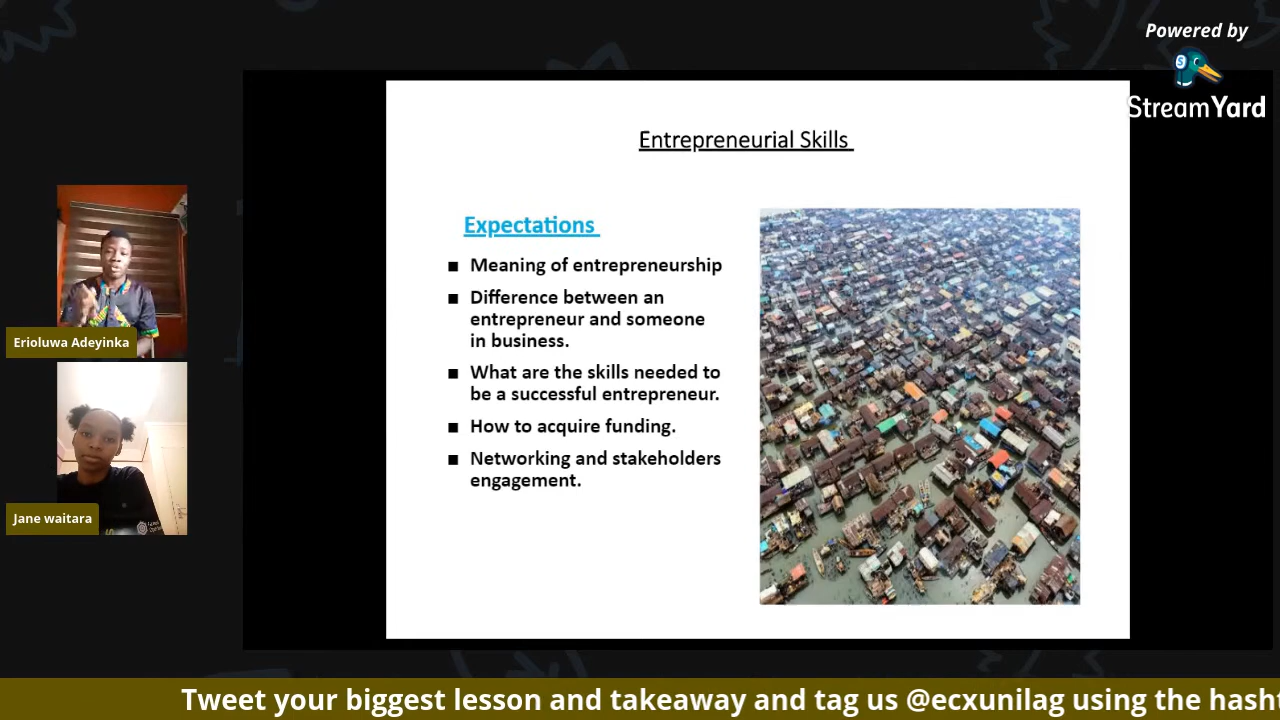 Powered by
StreamYard
Entrepreneurial Skills
Expectations
■ Meaning of entrepreneurship
■ Difference between an
entrepreneur and someone
in business.
■ What are the skills needed to
be a successful entrepreneur.
■ How to acquire funding.
■ Networking and stakeholders
engagement.
Erioluwa Adeyinka
Jane waitara
Tweet your biggest lesson and takeaway and tag us @ecxunilag using the hasht